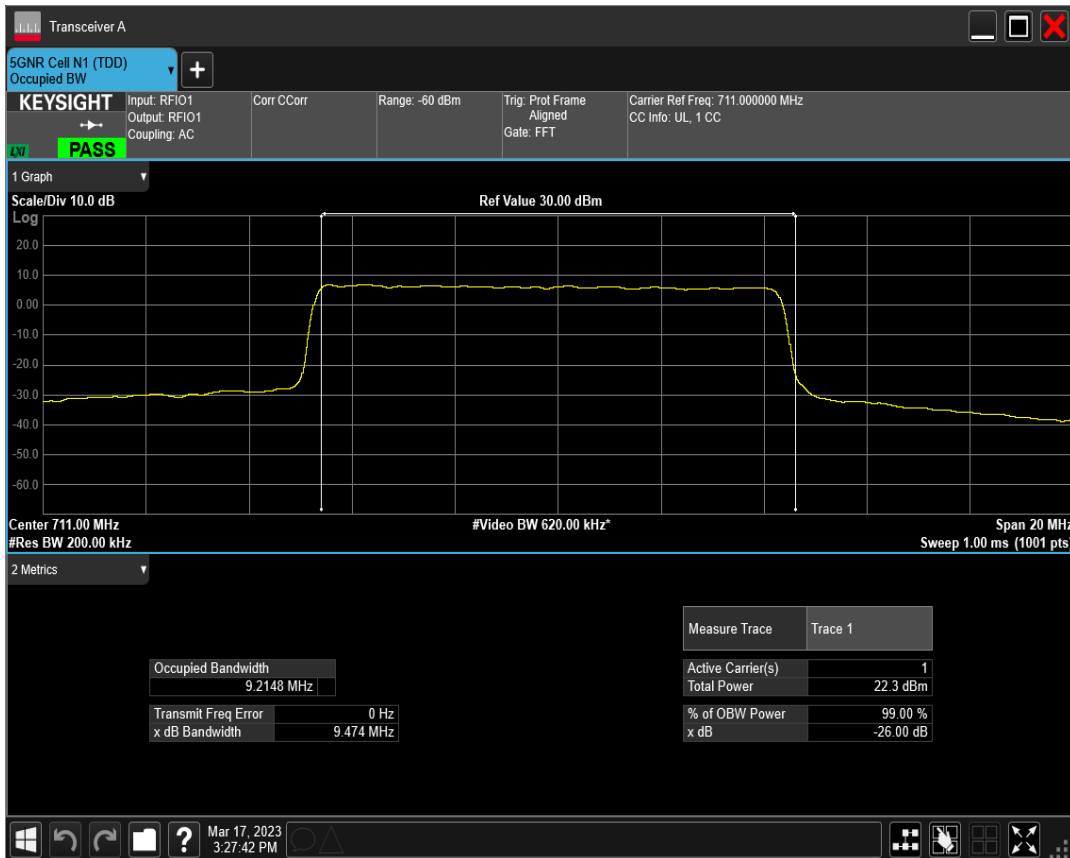 Transceiver A
5GNR Cell N1 (TDD)
Occupied BW
+
KEYSIGHT
LXI
PASS
Input: RFIO1
Output: RFIO1
Coupling: AC
Corr CCorr
Range: -60 dBm
Trig: Prot Frame
Aligned
Gate: FFT
Carrier Ref Freq: 711.000000 MHz
CC Info: UL, 1 CC
1 Graph
Scale/Div 10.0 dB
Ref Value 30.00 dBm
Log
20.0
10.0
0.00
-10.0
-20.0
-30.0
-40.0
-50.0
-60.0
Center 711.00 MHz
#Video BW 620.00 kHz*
Span 20 MHz
#Res BW 200.00 kHz
Sweep 1.00 ms (1001 pts)
2 Metrics
Measure Trace Trace 1
Occupied Bandwidth
9.2148 MHz
Active Carrier(s) 1
Total Power 22.3 dBm
Transmit Freq Error 0 Hz
x dB Bandwidth 9.474 MHz
% of OBW Power 99.00 %
x dB -26.00 dB
?
Mar 17, 2023
3:27:42 PM